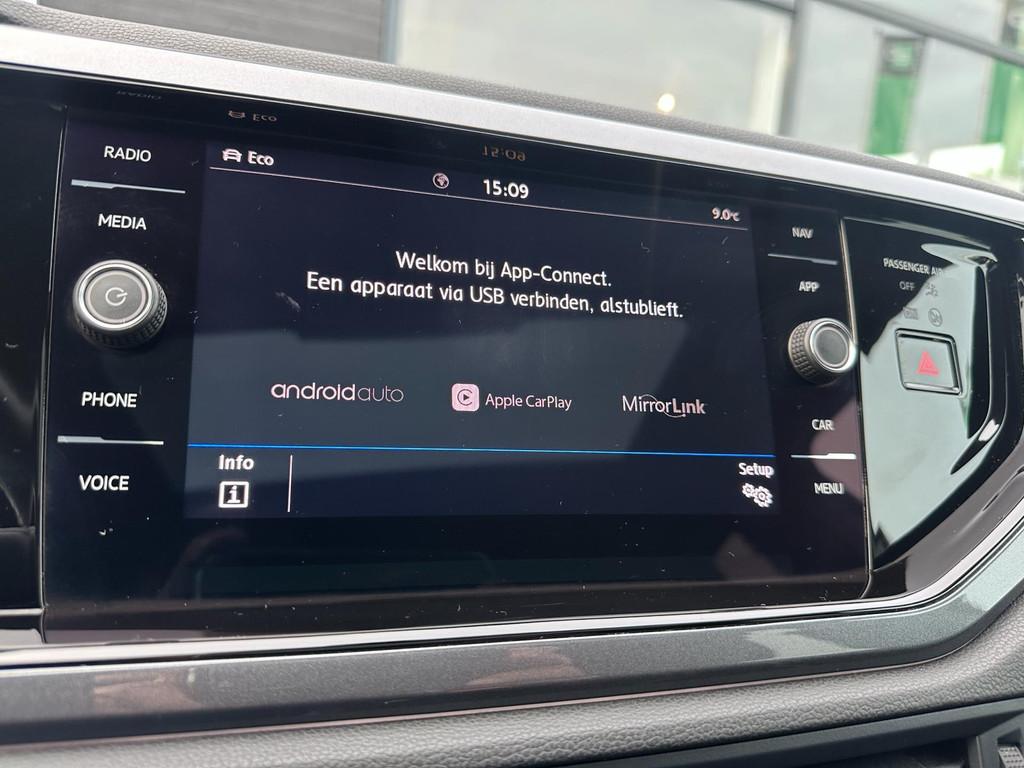 RADIO
MEDIA
PHONE
VOICE
Eco
15:09
9.0°C
Welkom bij App-Connect.
Een apparaat via USB verbinden, alstublieft.
androidauto
Apple CarPlay
MirrorLink
Info
Setup
NAV
APP
CAR
MENU
PASSENGER AIR
OFF